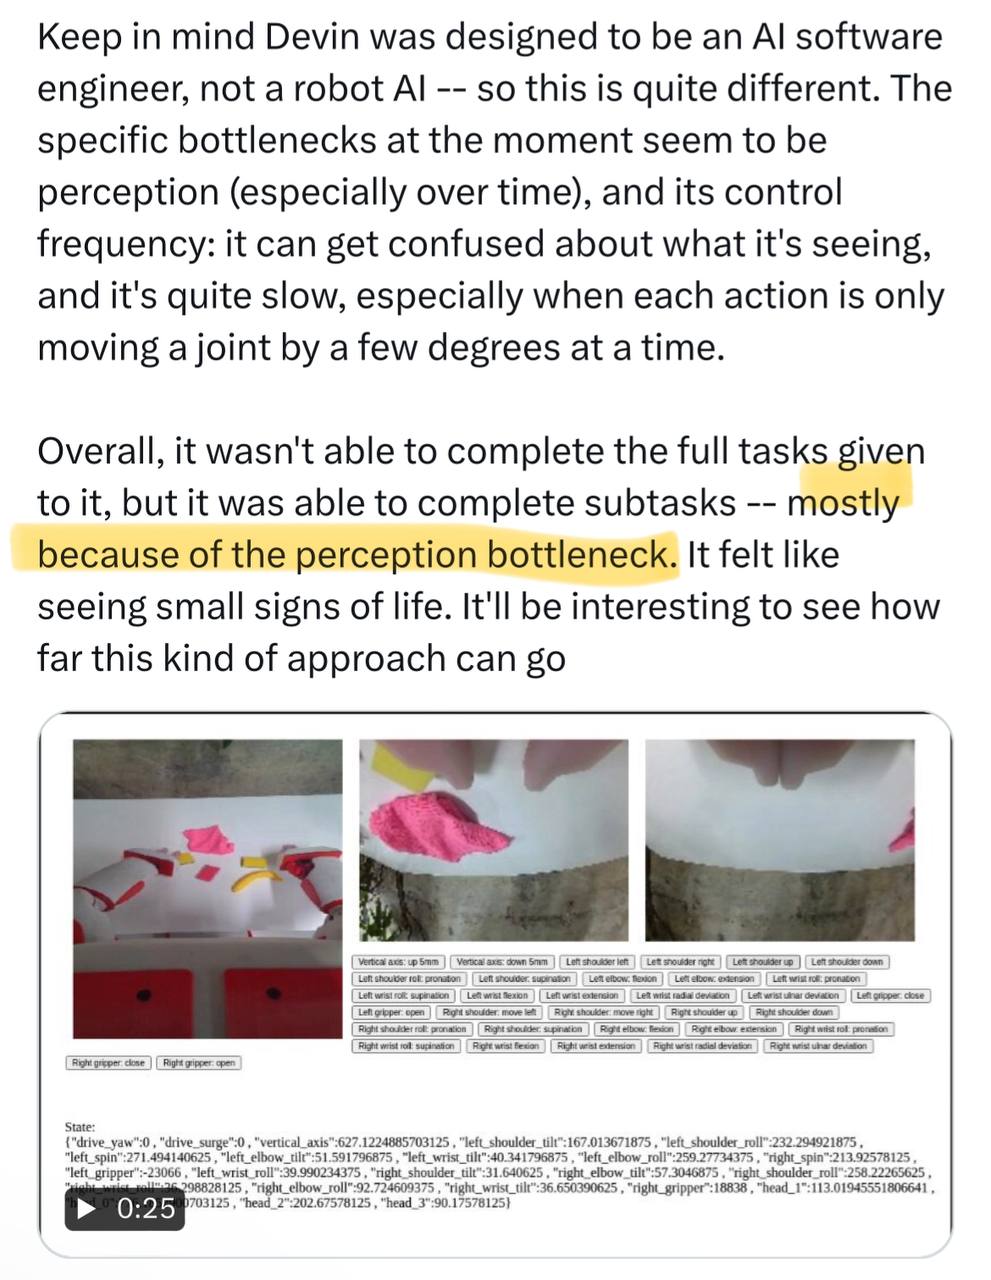 Keep in mind Devin was designed to be an AI software
engineer, not a robot AI -- so this is quite different. The
specific bottlenecks at the moment seem to be
perception (especially over time), and its control
frequency: it can get confused about what it's seeing,
and it's quite slow, especially when each action is only
moving a joint by a few degrees at a time.
Overall, it wasn't able to complete the full tasks given
to it, but it was able to complete subtasks -- mostly
because of the perception bottleneck. It felt like
seeing small signs of life. It'll be interesting to see how
far this kind of approach can go
Vertical axis: up 5mm Vertical axis: down 5mm Left shoulder left Left shoulder right Left shoulder up Left shoulder down
Left shoulder roll: pronation Left shoulder: supination Left elbow: flexion Left elbow: extension Left wrist roll: pronation
Left wrist roll: supination Left wrist flexion Left wrist extension Left wrist radial deviation Left wrist ulnar deviation Left gripper: close
Left gripper: open Right shoulder: move left Right shoulder: move right Right shoulder up Right shoulder down
Right shoulder roll: pronation Right shoulder: supination Right elbow: flexion Right elbow: extension Right wrist roll: pronation
Right wrist roll: supination Right wrist flexion Right wrist extension Right wrist radial deviation Right wrist ulnar deviation
Right gripper: close Right gripper: open
State:
{"drive_yaw":0 , "drive_surge":0 , "vertical_axis":627.1224885703125 , "left_shoulder_tilt":167.013671875 , "left_shoulder_roll":232.294921875 ,
"left_spin":271.494140625 , "left_elbow_tilt":51.591796875 , "left_wrist_tilt":40.341796875 , "left_elbow_roll":259.27734375 , "right_spin":213.92578125 ,
"left_gripper":-23066 , "left_wrist_roll":39.990234375 , "right_shoulder_tilt":31.640625 , "right_elbow_tilt":57.3046875 , "right_shoulder_roll":258.22265625 ,
"right_wrist_roll":26.298828125 , "right_elbow_roll":92.724609375 , "right_wrist_tilt":36.650390625 , "right_gripper":18838 , "head_1":113.01945551806641 ,
"head_2":202.67578125 , "head_3":90.17578125}
0:25